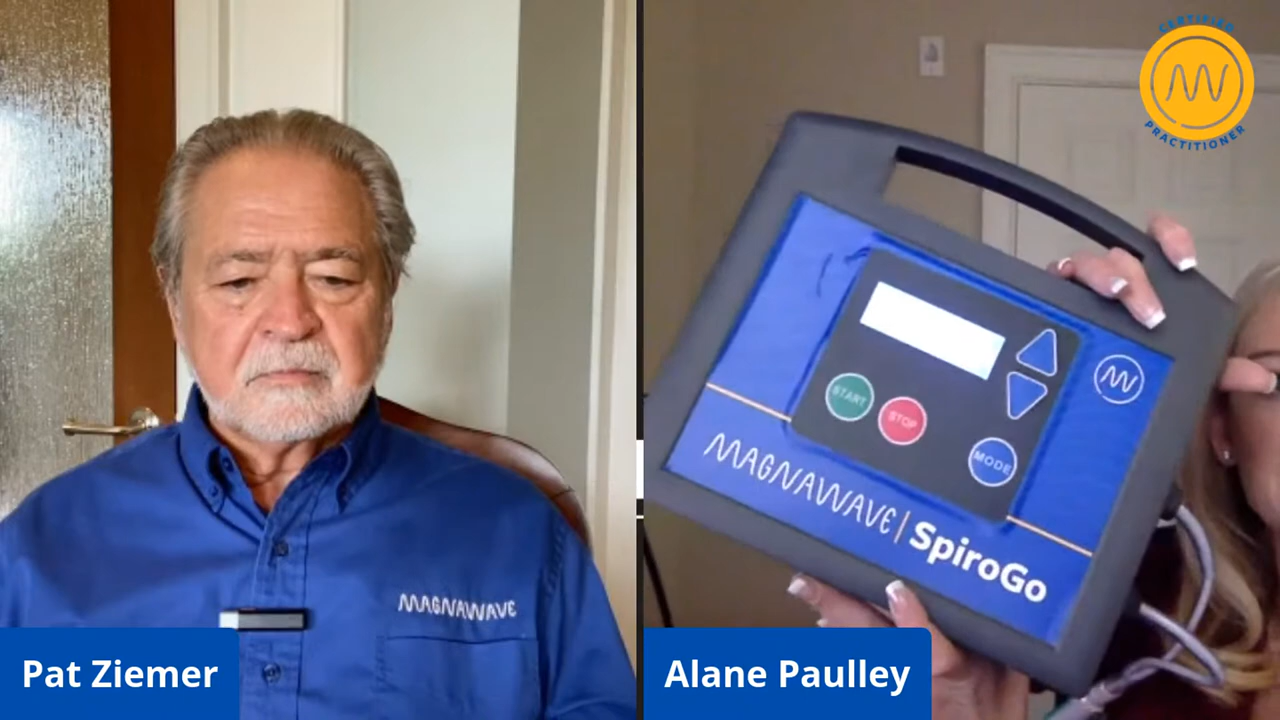 CERTIFIED
PRACTITIONER
START
STOP
MODE
MAGNAWAVE | SpiroGo
MAGNAWAVE
Pat Ziemer
Alane Paulley